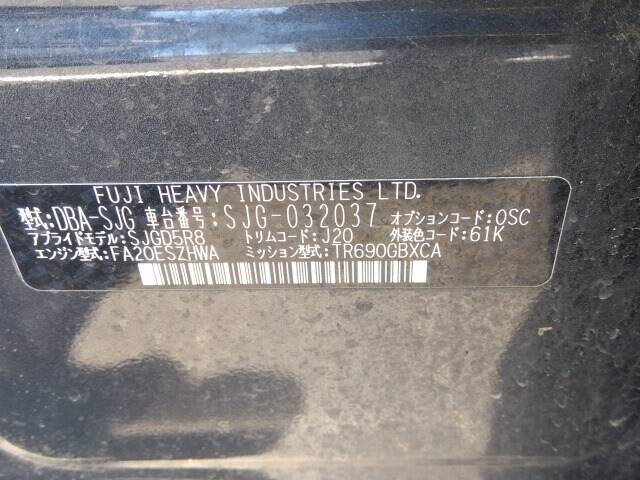 FUJI HEAVY INDUSTRIES LTD.
型式:DBA-SJG 車台番号:SJG-032037 オプションコード:OSC
アプライドモデル:SJGD5R8 トリムコード:J20 外装色コード:61K
エンジン型式:FA20ESZHWA ミッション型式:TR690GBXCA